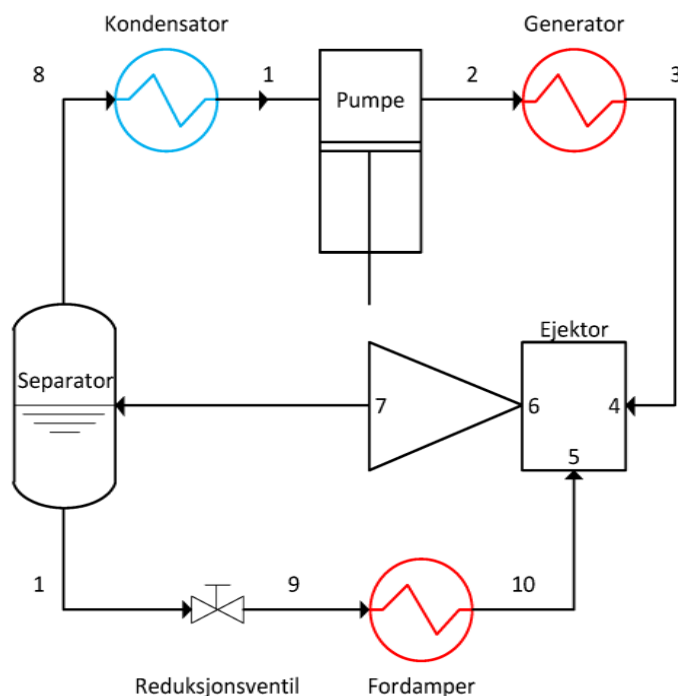 Kondensator
Generator
8
1
2
3
Pumpe
Ejektor
Separator
7
6
4
5
1
9
10
Reduksjonsventil
Fordamper